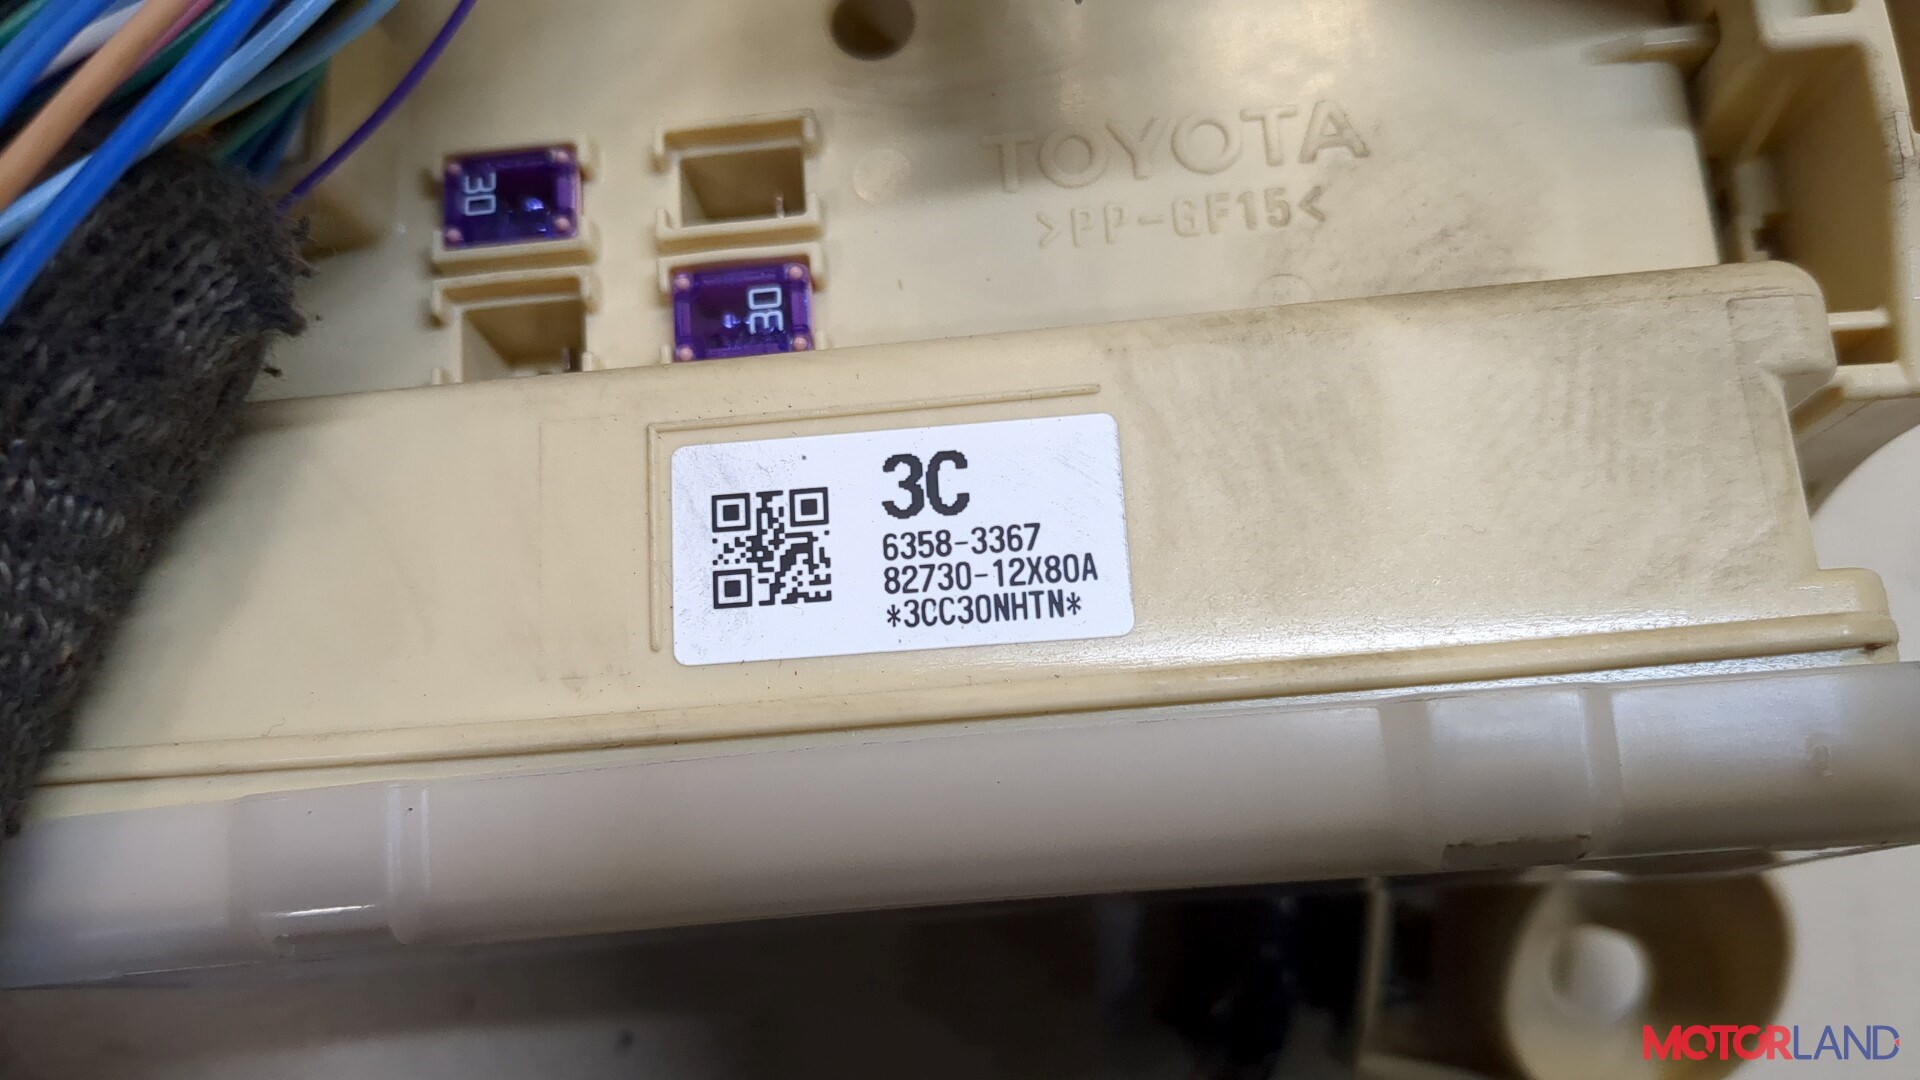 TOYOTA
>PP-GF15<
30
30
3C
6358-3367
82730-12X80A
*3CC30NHTN*
MOTORLAND